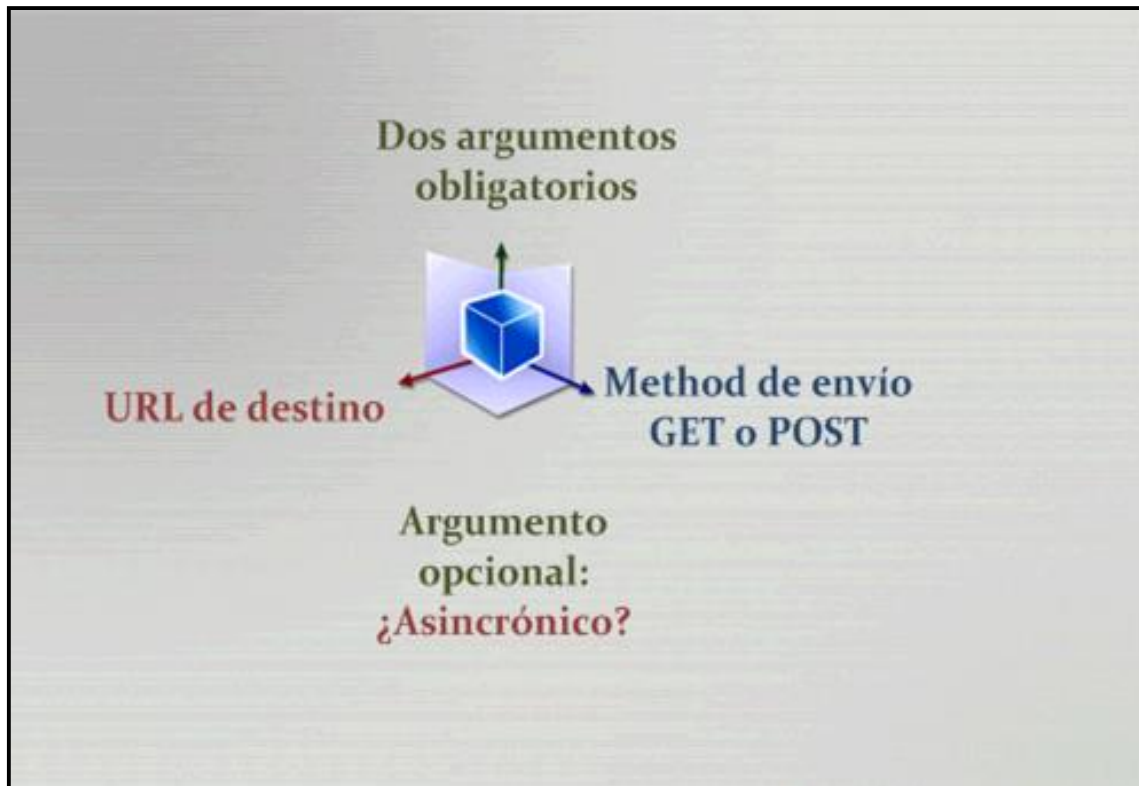 Dos argumentos
obligatorios
URL de destino
Method de envío
GET o POST
Argumento
opcional:
¿Asincrónico?